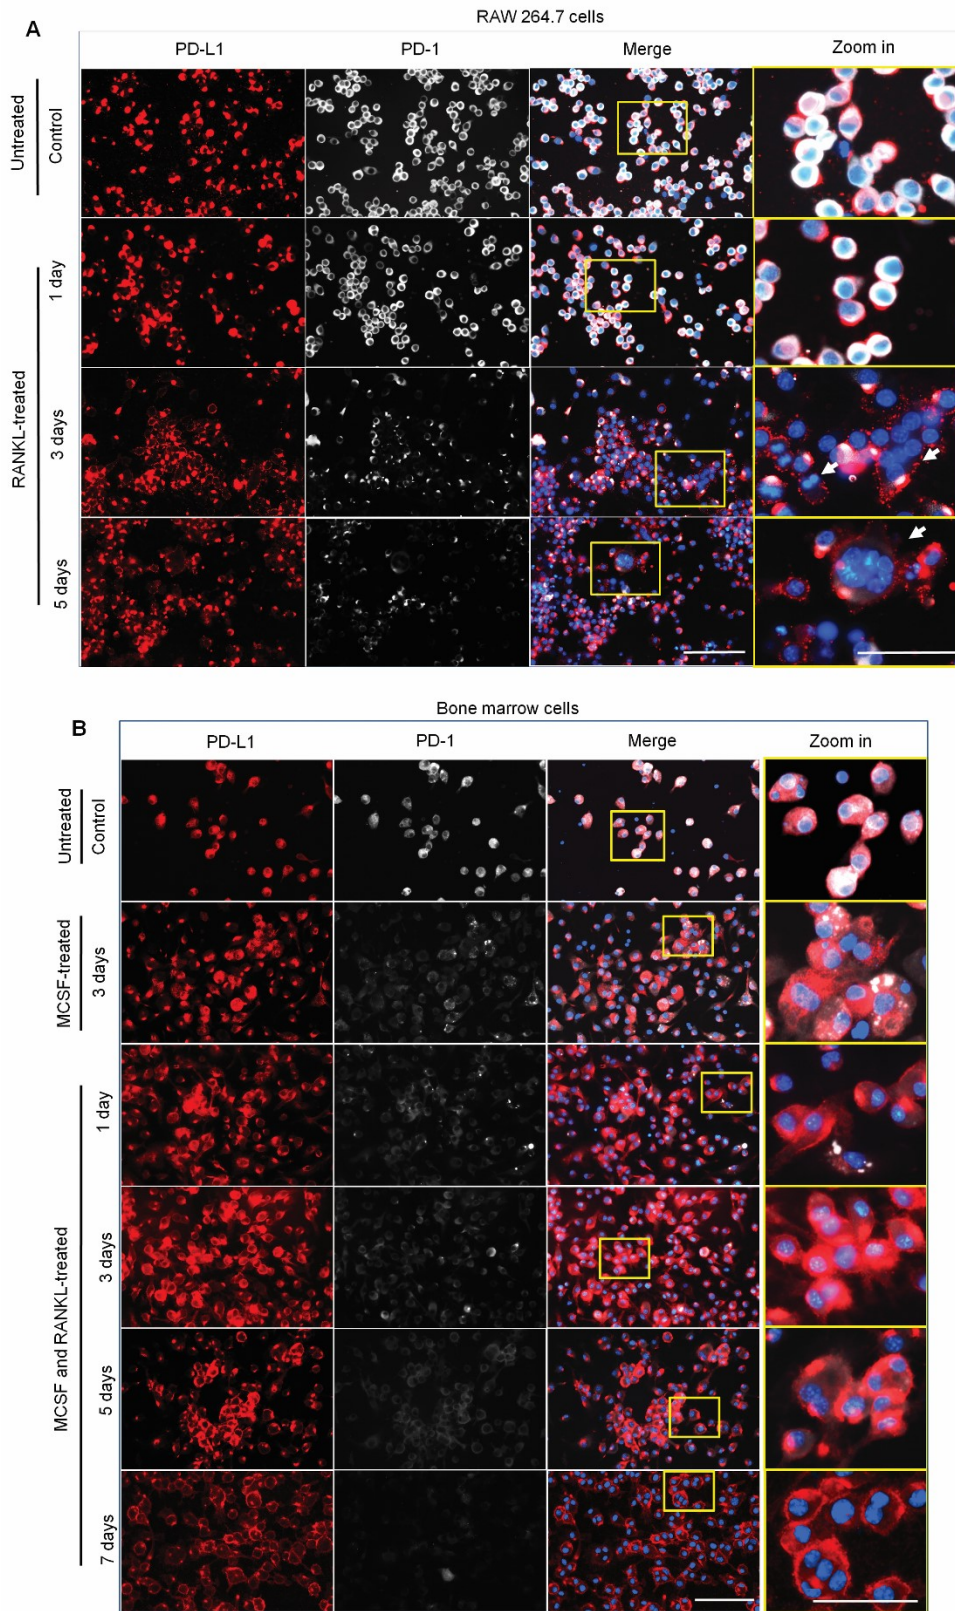 RAW 264.7 cells
A
PD-L1 PD-1 Merge Zoom in
Untreated
Control
RANKL-treated
1 day
3 days
5 days
Bone marrow cells
B
PD-L1 PD-1 Merge Zoom in
Untreated
Control
MCSF-treated
3 days
MCSF and RANKL-treated
1 day
3 days
5 days
7 days